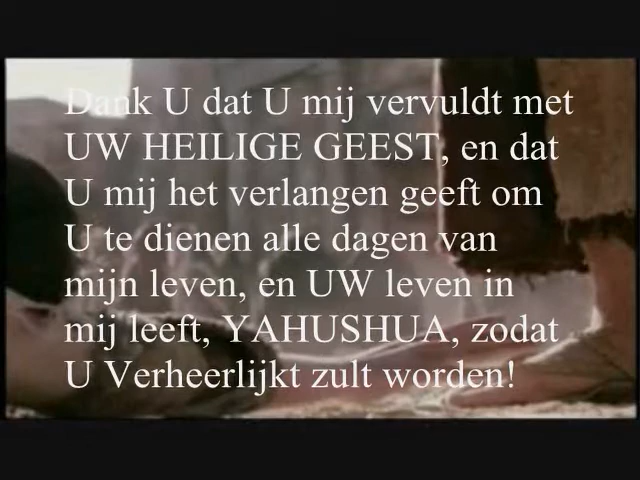 Dank U dat U mij vervuldt met
UW HEILIGE GEEST, en dat
U mij het verlangen geeft om
U te dienen alle dagen van
mijn leven, en UW leven in
mij leeft, YAHUSHUA, zodat
U Verheerlijkt zult worden!